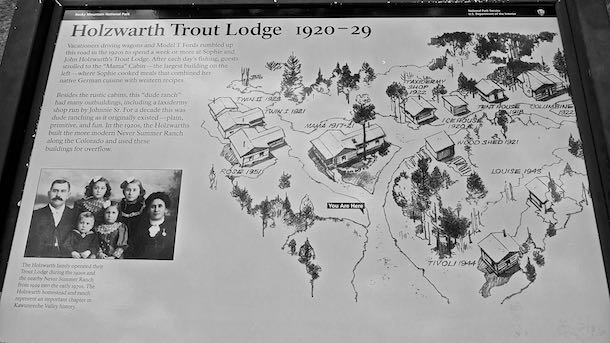 Rocky Mountain National Park
National Park Service
U.S. Department of the Interior
Holzwarth Trout Lodge 1920-29
Vacationers driving wagons and Model T Fords rumbled up
this road in the 1920s to spend a week or more at Sophie and
John Holzwarth's Trout Lodge. After each day's fishing, guests
strolled to the "Mama" Cabin—the largest building on the
left—where Sophie cooked meals that combined her
native German cuisine with western recipes.
Besides the rustic cabins, this "dude ranch"
had many outbuildings, including a taxidermy
shop run by Johnnie Sr. For a decade this was
dude ranching as it originally existed—plain,
primitive, and fun. In the 1920s, the Holzwarths
built the more modern Never Summer Ranch
along the Colorado and used these
buildings for overflow.
TWIN II 1923
TWIN I 1921
MAMA 1917-21
ROSE 1951
TAXIDERMY
SHOP
1922
ICE HOUSE
WOOD SHED 1921
TENT HOUSE
COLUMBINE
1922
LOUISE 1943
TIVOLI 1944
You Are Here
The Holzwarth family operated their
Trout Lodge during the 1920s and
the nearby Never Summer Ranch
from 1929 into the early 1970s. The
Holzwarth homestead and ranch
represent an important chapter in
Kawuneeche Valley history.